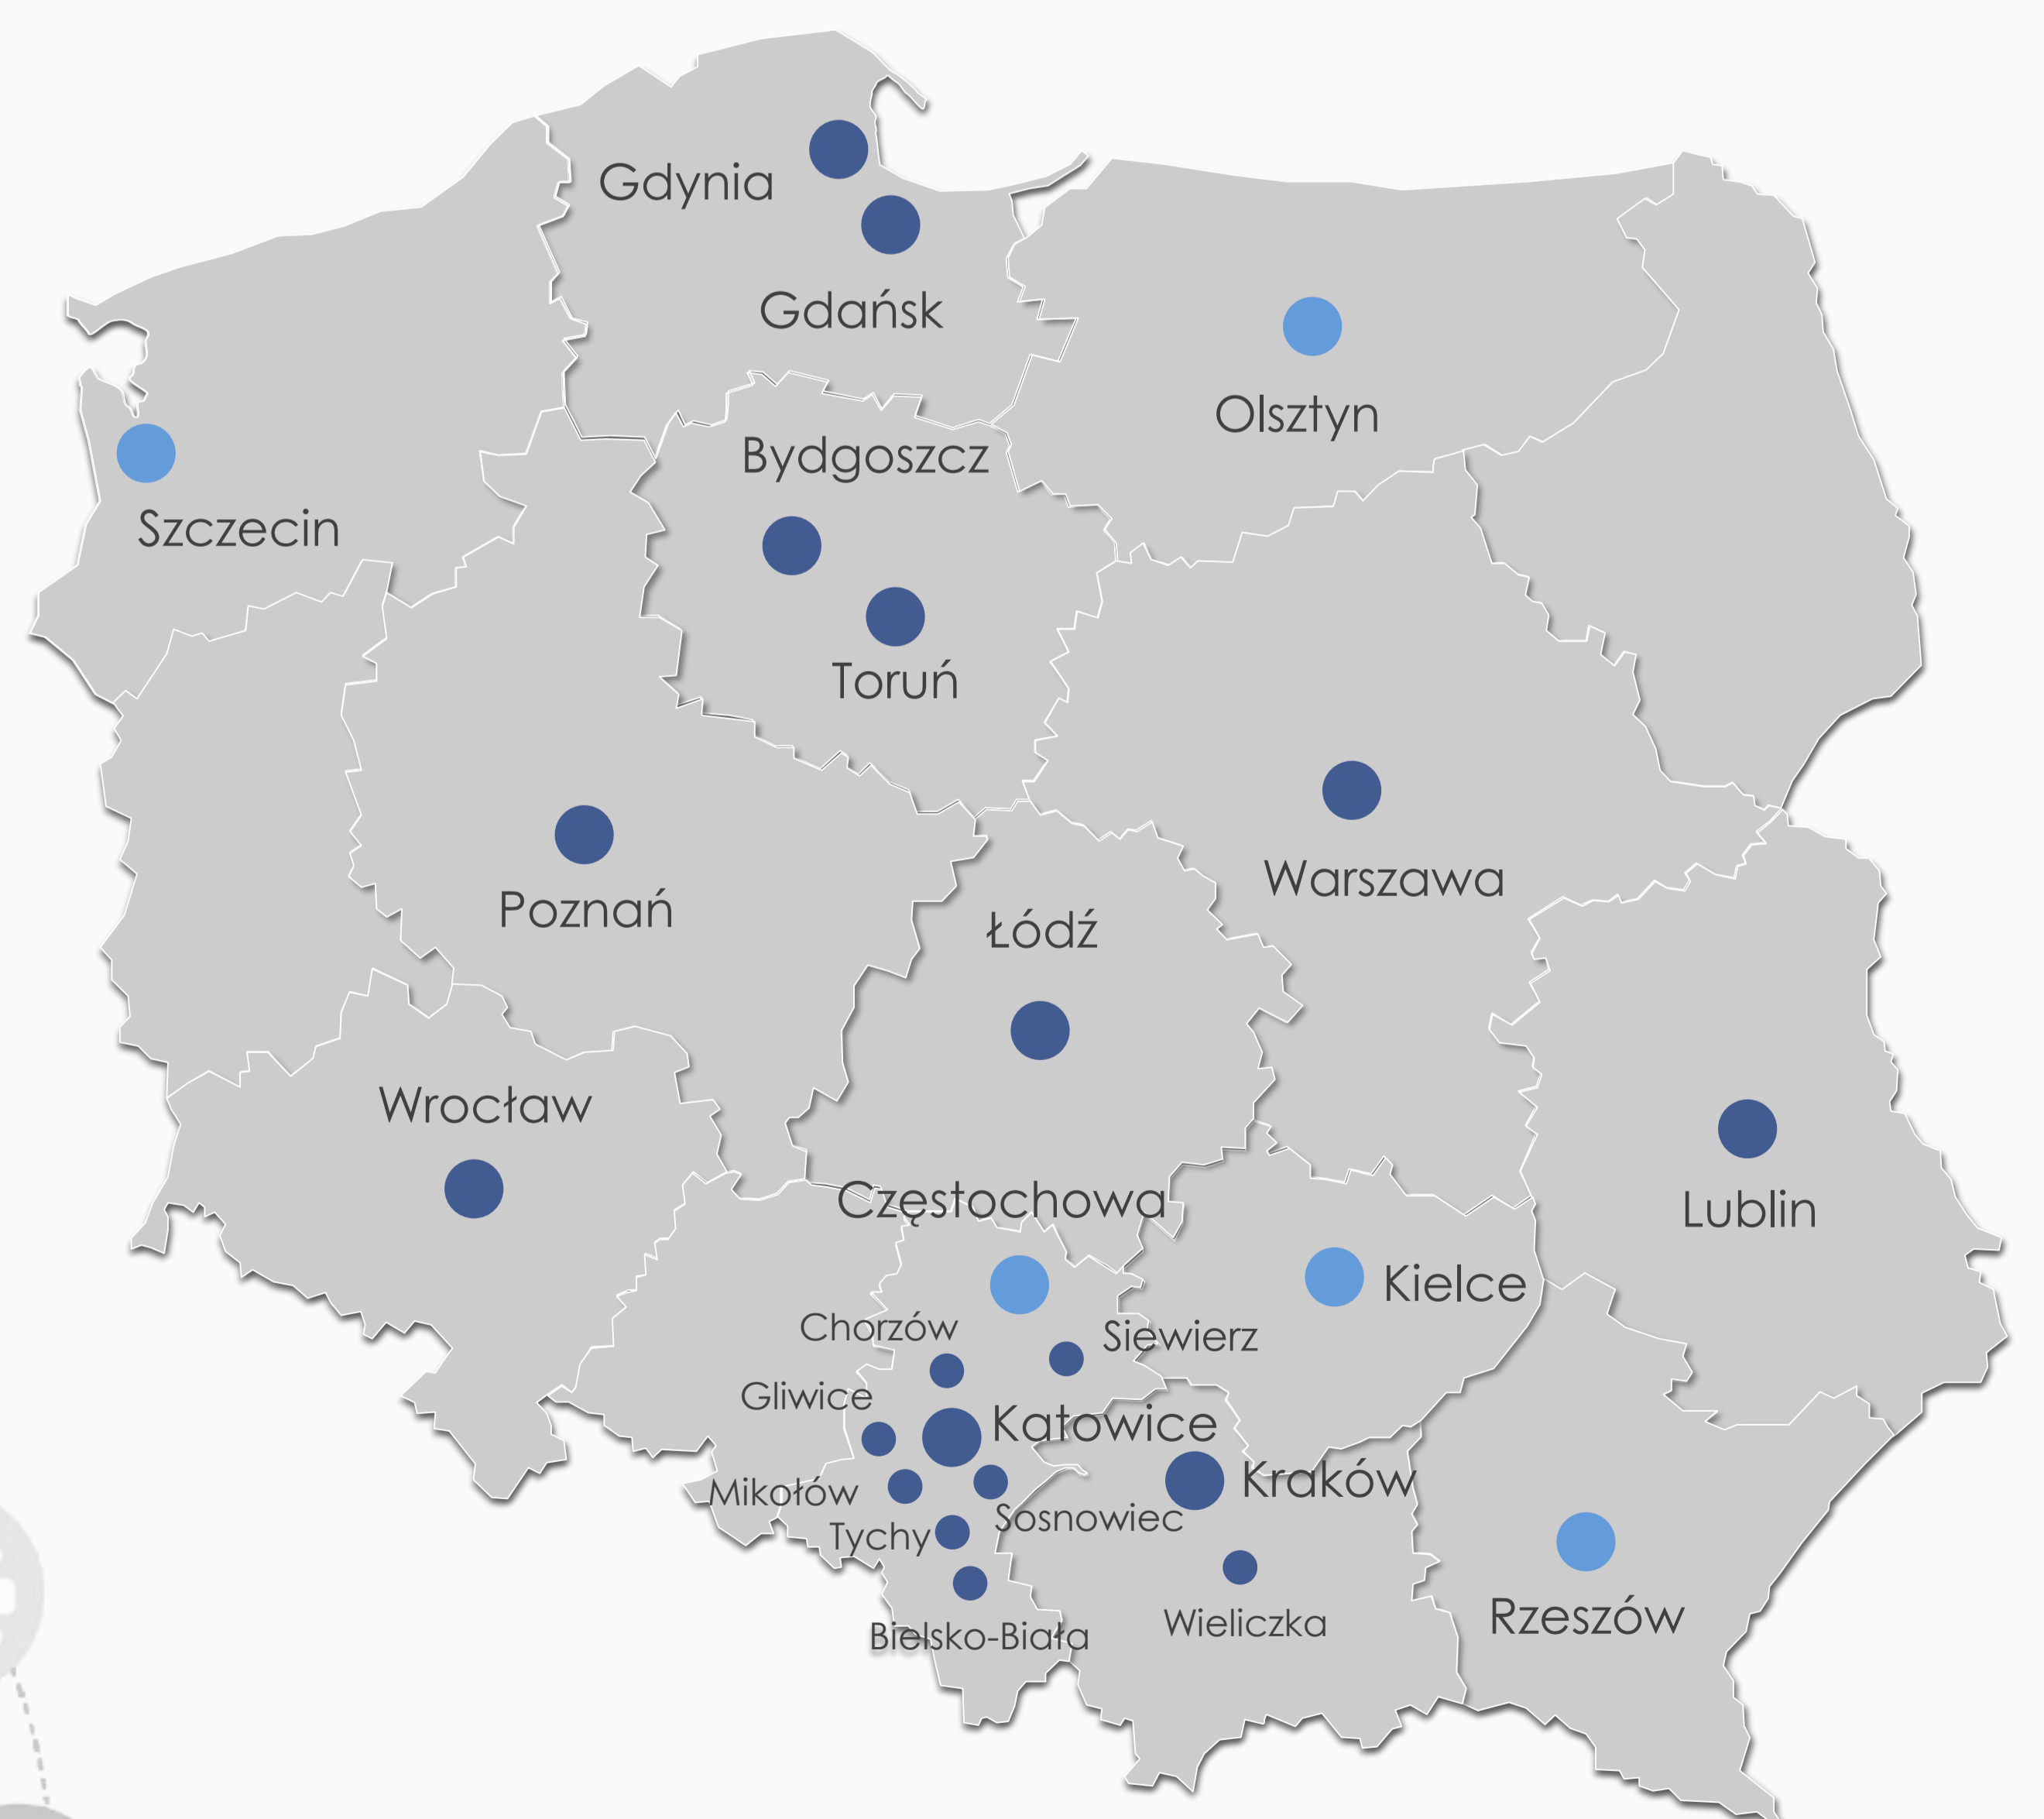 Gdynia
Gdańsk
Olsztyn
Bydgoszcz
Szczecin
Toruń
Warszawa
Poznań
Łódź
Wrocław
Częstochowa
Lublin
Kielce
Chorzów
Siewierz
Gliwice
Katowice
Kraków
Mikołów
Sosnowiec
Tychy
Rzeszów
Wieliczka
Bielsko-Biała